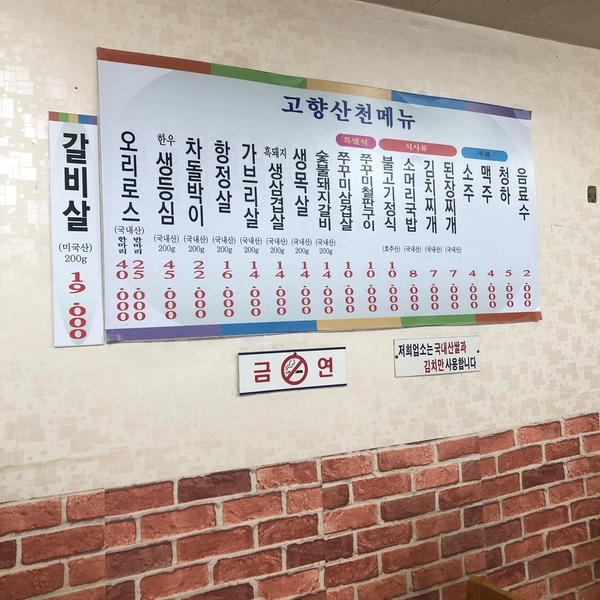 고향산천메뉴
특별식
식사류
주류
갈비살
(미국산)
200g
19.000
오리로스
(국내산)
한마리
반마리
40.000
25.000
한우
생등심
(국내산)
200g
45.000
차돌박이
(국내산)
200g
22.000
항정살
(국내산)
200g
16.000
가브리살
(국내산)
200g
14.000
흑돼지
생삼겹살
(국내산)
200g
14.000
생목살
(국내산)
200g
14.000
숯불돼지갈비
(국내산)
200g
14.000
쭈꾸미삼겹살
10.000
쭈꾸미철판구이
10.000
불고기정식
(호주산)
10.000
소머리국밥
(국내산)
8.000
김치찌개
(국내산)
7.000
된장찌개
(국내산)
7.000
소주
4.000
맥주
4.000
청하
5.000
음료수
2.000
금연
저희업소는 국내산쌀과
김치만 사용합니다